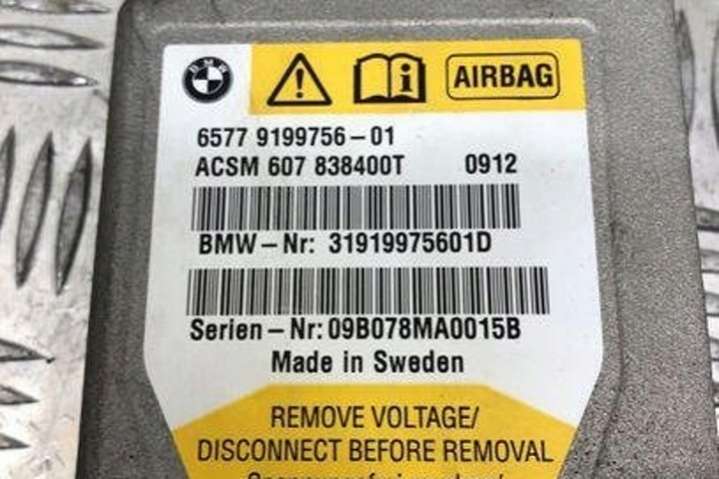 BMW
AIRBAG
6577 9199756-01
ACSM 607 838400T 0912
BMW-Nr: 31919975601D
Serien-Nr: 09B078MA0015B
Made in Sweden
REMOVE VOLTAGE/
DISCONNECT BEFORE REMOVAL